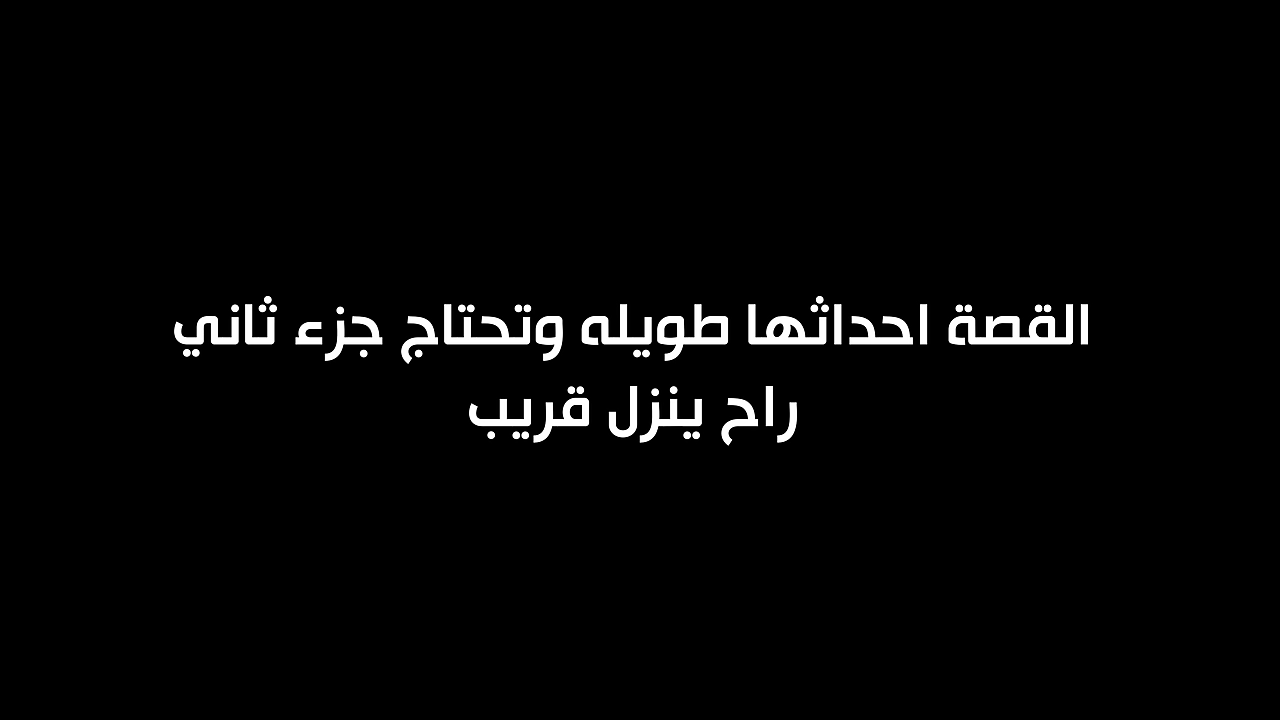 القصة احداثها طويله وتحتاج جزء ثاني
راح ينزل قريب